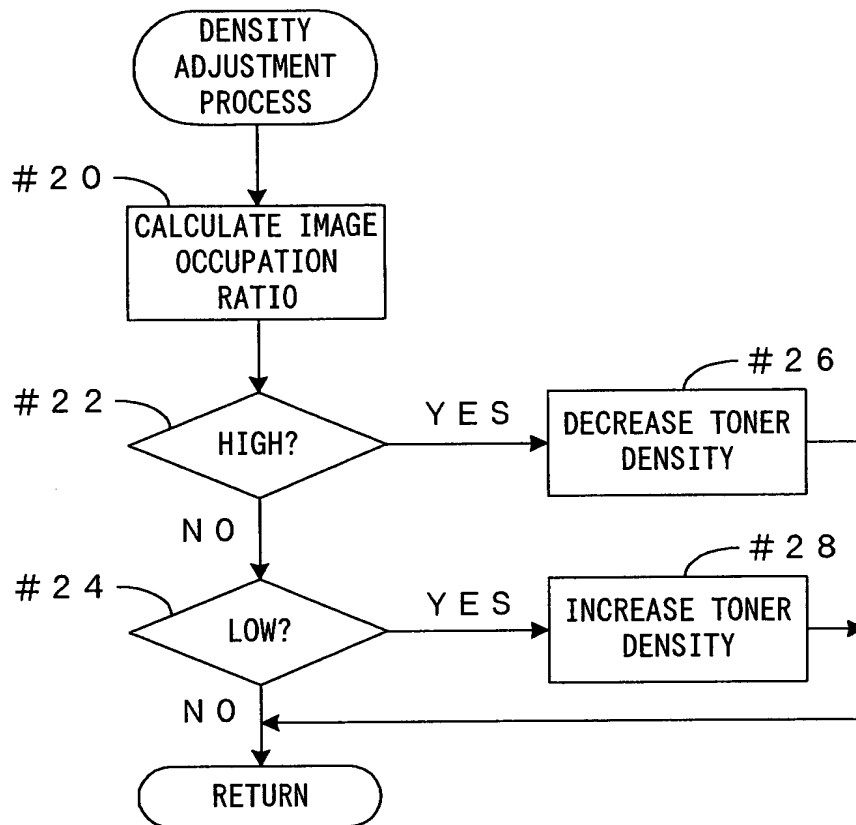 DENSITY
ADJUSTMENT
PROCESS
#20
CALCULATE IMAGE
OCCUPATION
RATIO
#22
HIGH?
YES
#26
DECREASE TONER
DENSITY
NO
#24
LOW?
YES
#28
INCREASE TONER
DENSITY
NO
RETURN